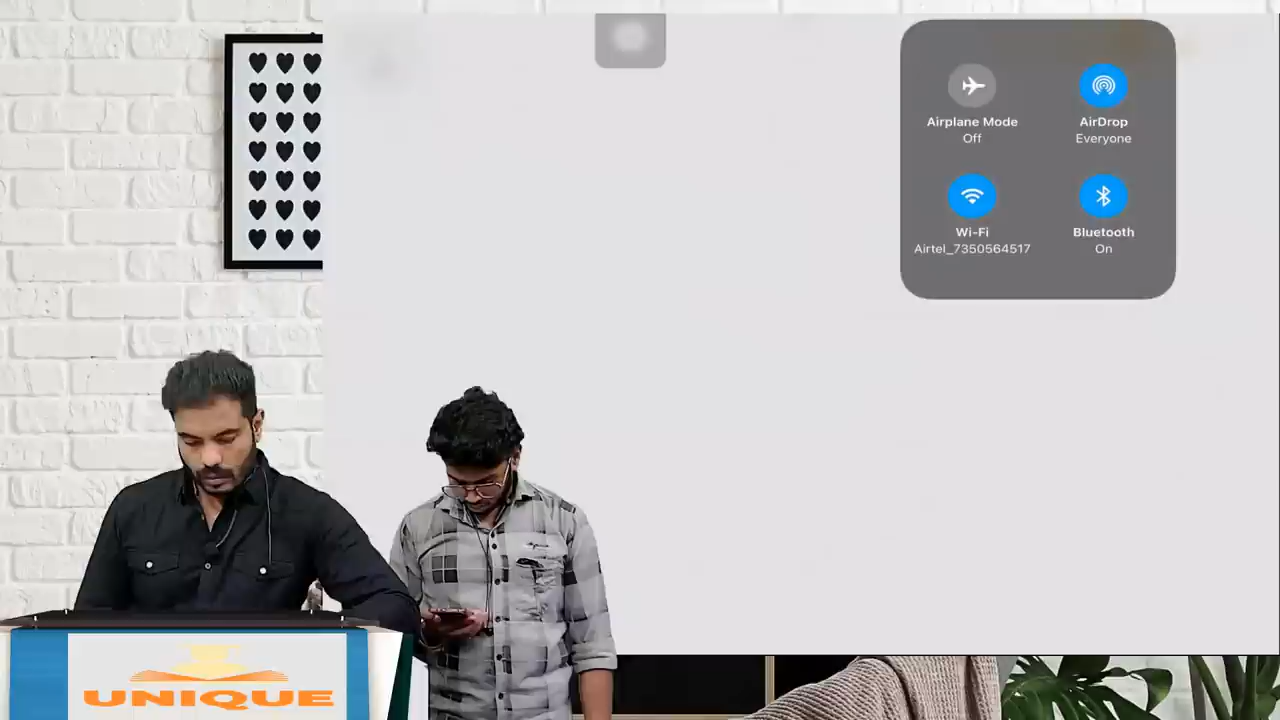 Airplane Mode
Off
AirDrop
Everyone
Wi-Fi
Airtel_7350564517
Bluetooth
On
UNIQUE